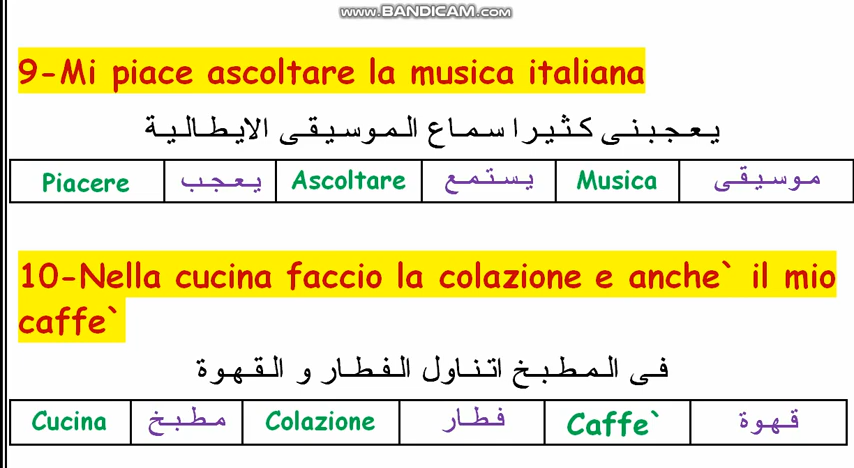 www.BANDICAM.com
9-Mi piace ascoltare la musica italiana
يعجبنى كثيرا سماع الموسيقى الايطالية
Piacere يعجب Ascoltare يستمع Musica موسيقى
10-Nella cucina faccio la colazione e anche` il mio
caffe`
فى المطبخ اتناول الفطار و القهوة
Cucina مطبخ Colazione فطار Caffe` قهوة